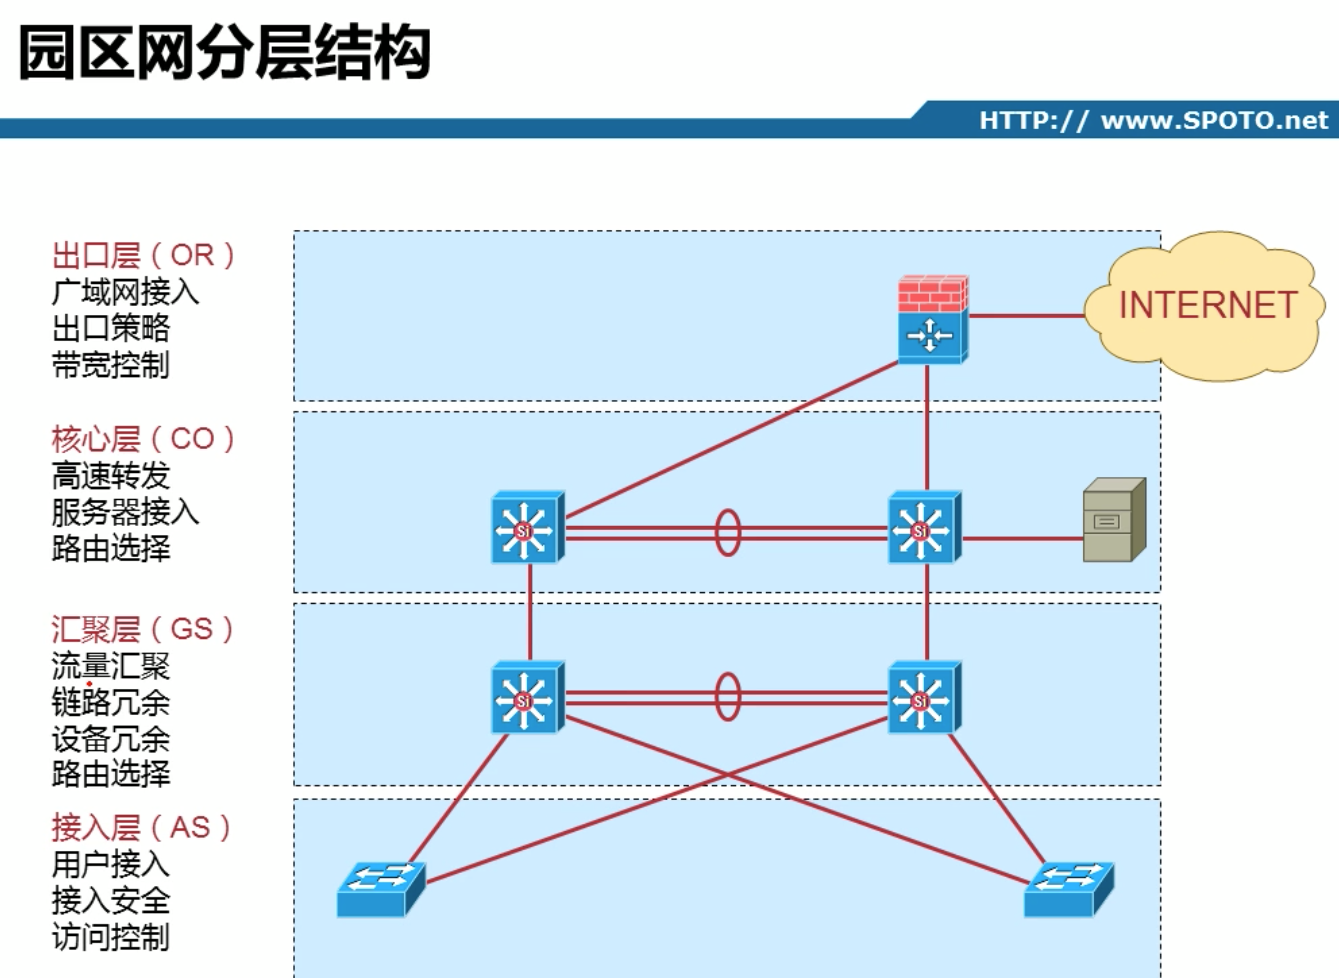 园区网分层结构
HTTP:// www.SPOTO.net
出口层（OR）
广域网接入
出口策略
带宽控制
INTERNET
核心层（CO）
高速转发
服务器接入
路由选择
Si
Si
汇聚层（GS）
流量汇聚
链路冗余
设备冗余
路由选择
Si
Si
接入层（AS）
用户接入
接入安全
访问控制